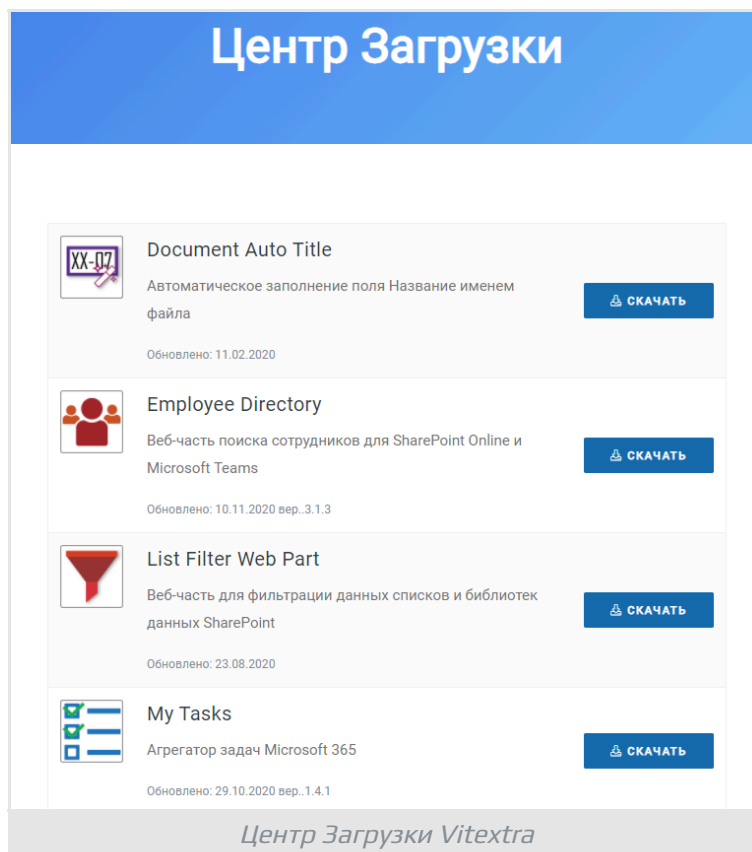 Центр Загрузки
XX-07
Document Auto Title
Автоматическое заполнение поля Название именем
файла
СКАЧАТЬ
Обновлено: 11.02.2020
Employee Directory
Веб-часть поиска сотрудников для SharePoint Online и
Microsoft Teams
СКАЧАТЬ
Обновлено: 10.11.2020 вер..3.1.3
List Filter Web Part
Веб-часть для фильтрации данных списков и библиотек
данных SharePoint
СКАЧАТЬ
Обновлено: 23.08.2020
My Tasks
Агрегатор задач Microsoft 365
СКАЧАТЬ
Обновлено: 29.10.2020 вер..1.4.1
Центр Загрузки Vitextra